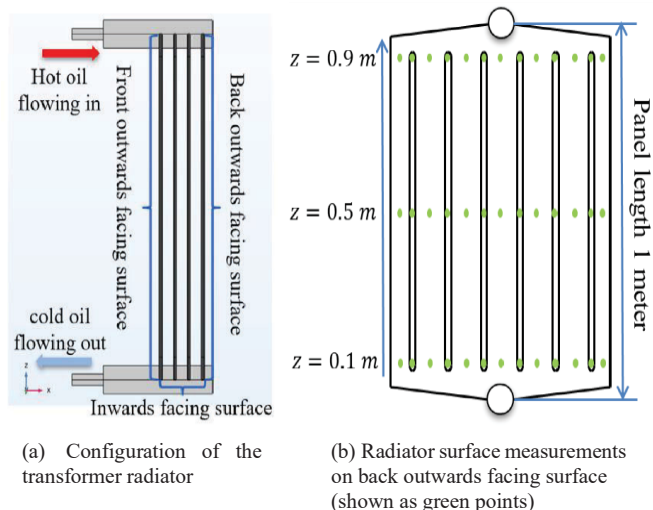 Hot oil
flowing in
Front outwards facing surface
Back outwards facing surface
cold oil
flowing out
z
x
Inwards facing surface
(a) Configuration of the
transformer radiator
z = 0.9 m
z = 0.5 m
z = 0.1 m
Panel length 1 meter
(b) Radiator surface measurements
on back outwards facing surface
(shown as green points)